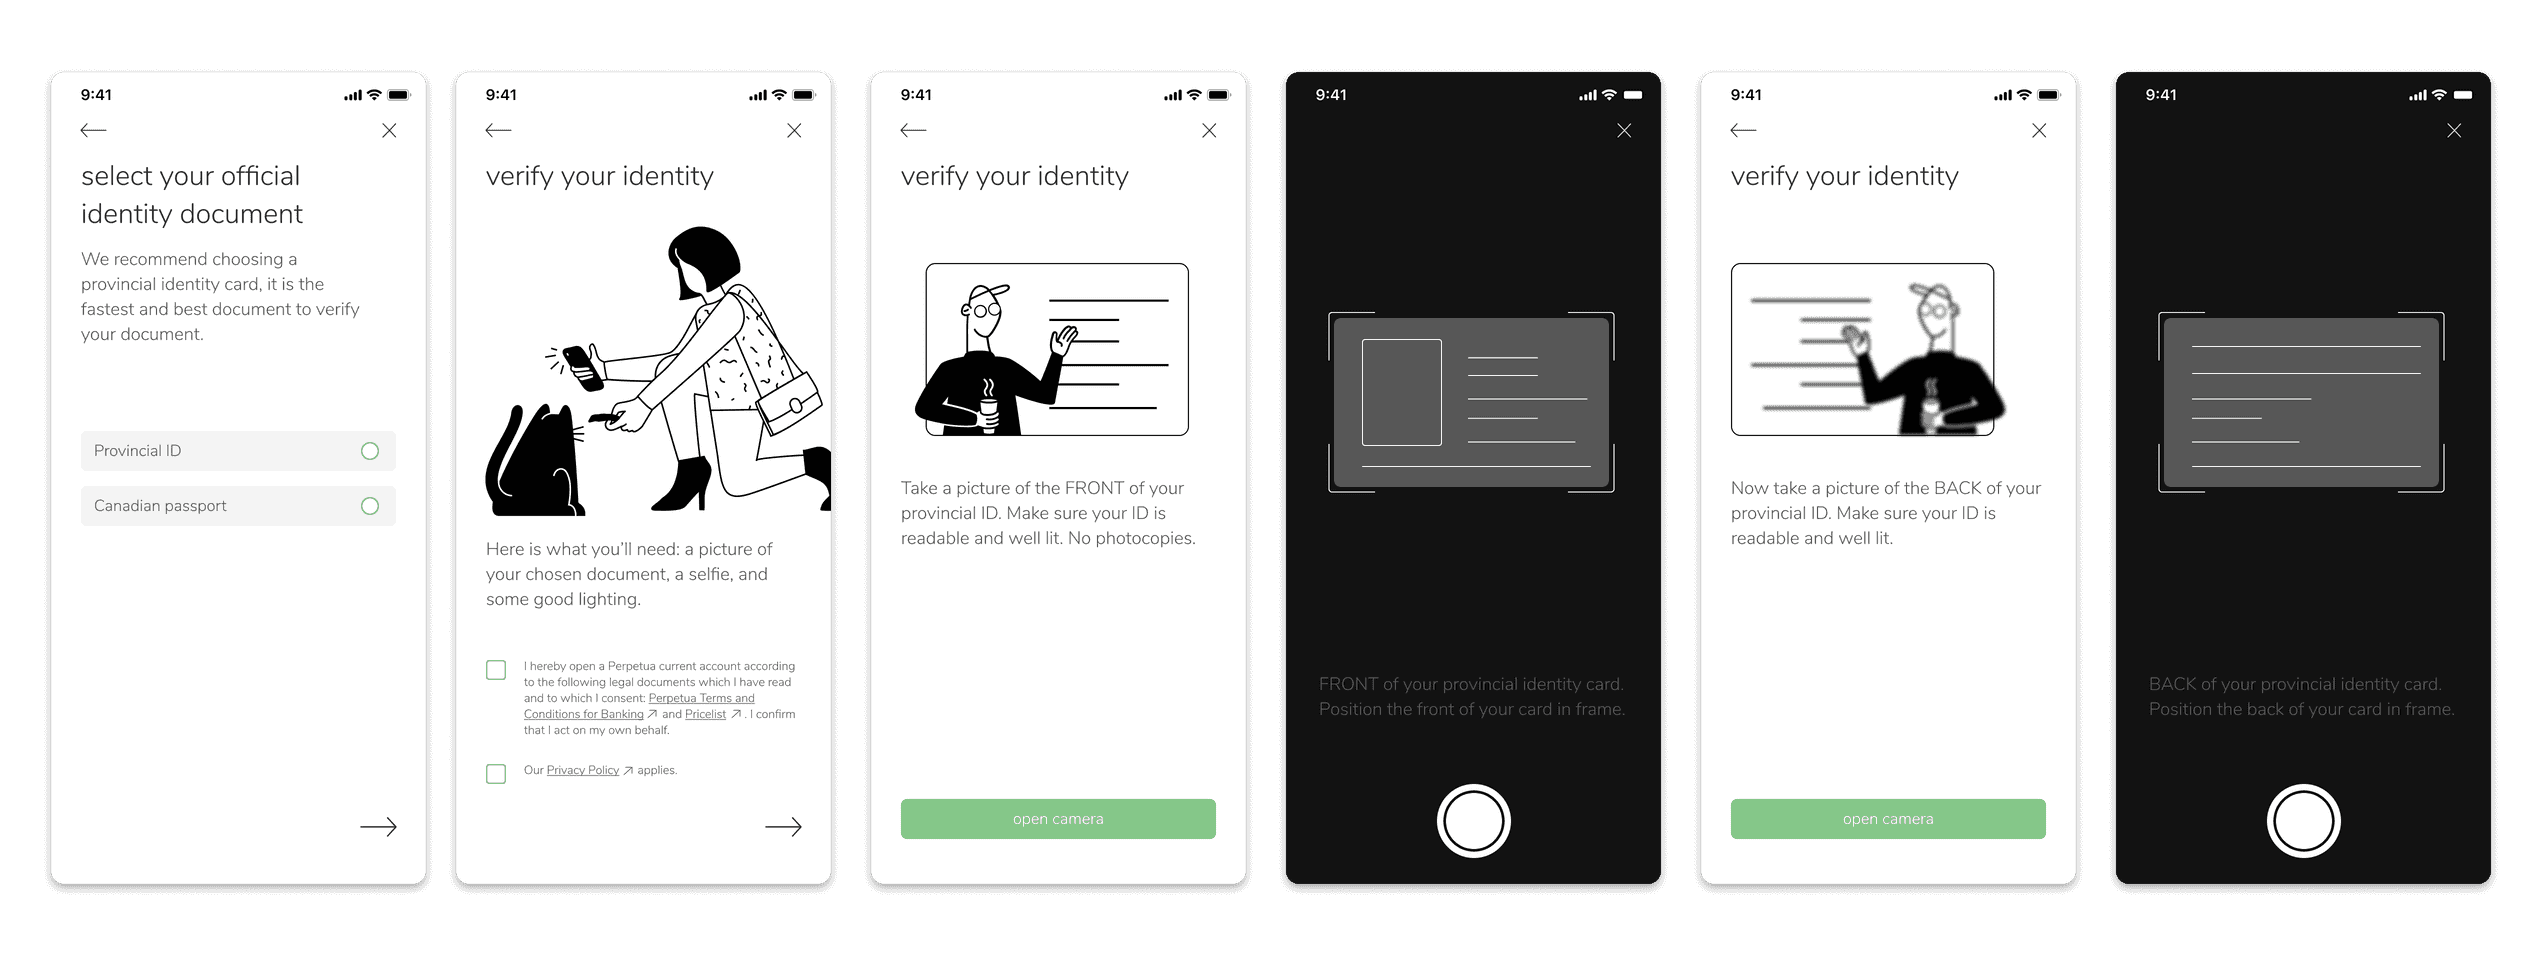 9:41
select your official
identity document
We recommend choosing a
provincial identity card, it is the
fastest and best document to verify
your document.
Provincial ID
Canadian passport
9:41
verify your identity
Here is what you'll need: a picture of
your chosen document, a selfie, and
some good lighting.
I hereby open a Perpetua current account according
to the following legal documents which I have read
and to which I consent: Perpetua Terms and
Conditions for Banking ↗ and Pricelist ↗ . I confirm
that I act on my own behalf.
Our Privacy Policy ↗ applies.
9:41
verify your identity
Take a picture of the FRONT of your
provincial ID. Make sure your ID is
readable and well lit. No photocopies.
open camera
9:41
FRONT of your provincial identity card.
Position the front of your card in frame.
9:41
verify your identity
Now take a picture of the BACK of your
provincial ID. Make sure your ID is
readable and well lit.
open camera
9:41
BACK of your provincial identity card.
Position the back of your card in frame.